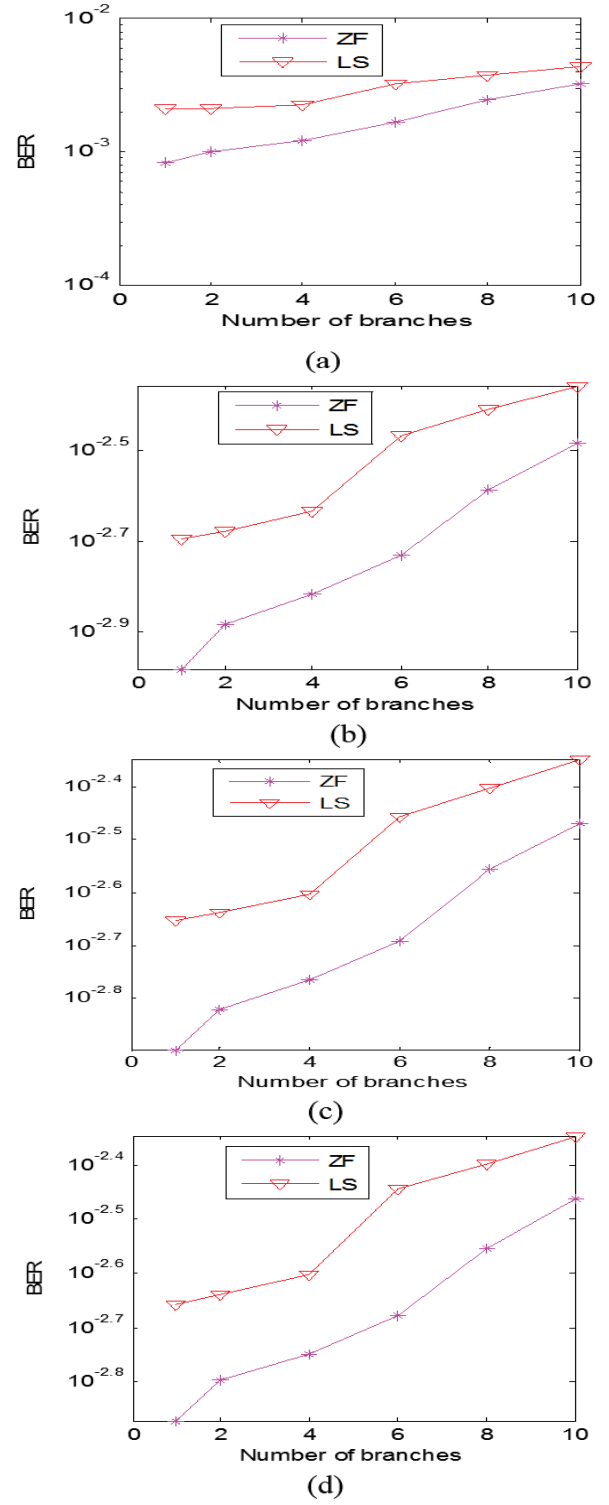 10^-2
ZF
LS
BER
10^-3
10^-4
0 2 4 6 8 10
Number of branches
(a)
ZF
LS
10^-2.5
BER
10^-2.7
10^-2.9
0 2 4 6 8 10
Number of branches
(b)
10^-2.4
ZF
LS
10^-2.5
BER
10^-2.6
10^-2.7
10^-2.8
0 2 4 6 8 10
Number of branches
(c)
10^-2.4
ZF
LS
10^-2.5
BER
10^-2.6
10^-2.7
10^-2.8
0 2 4 6 8 10
Number of branches
(d)